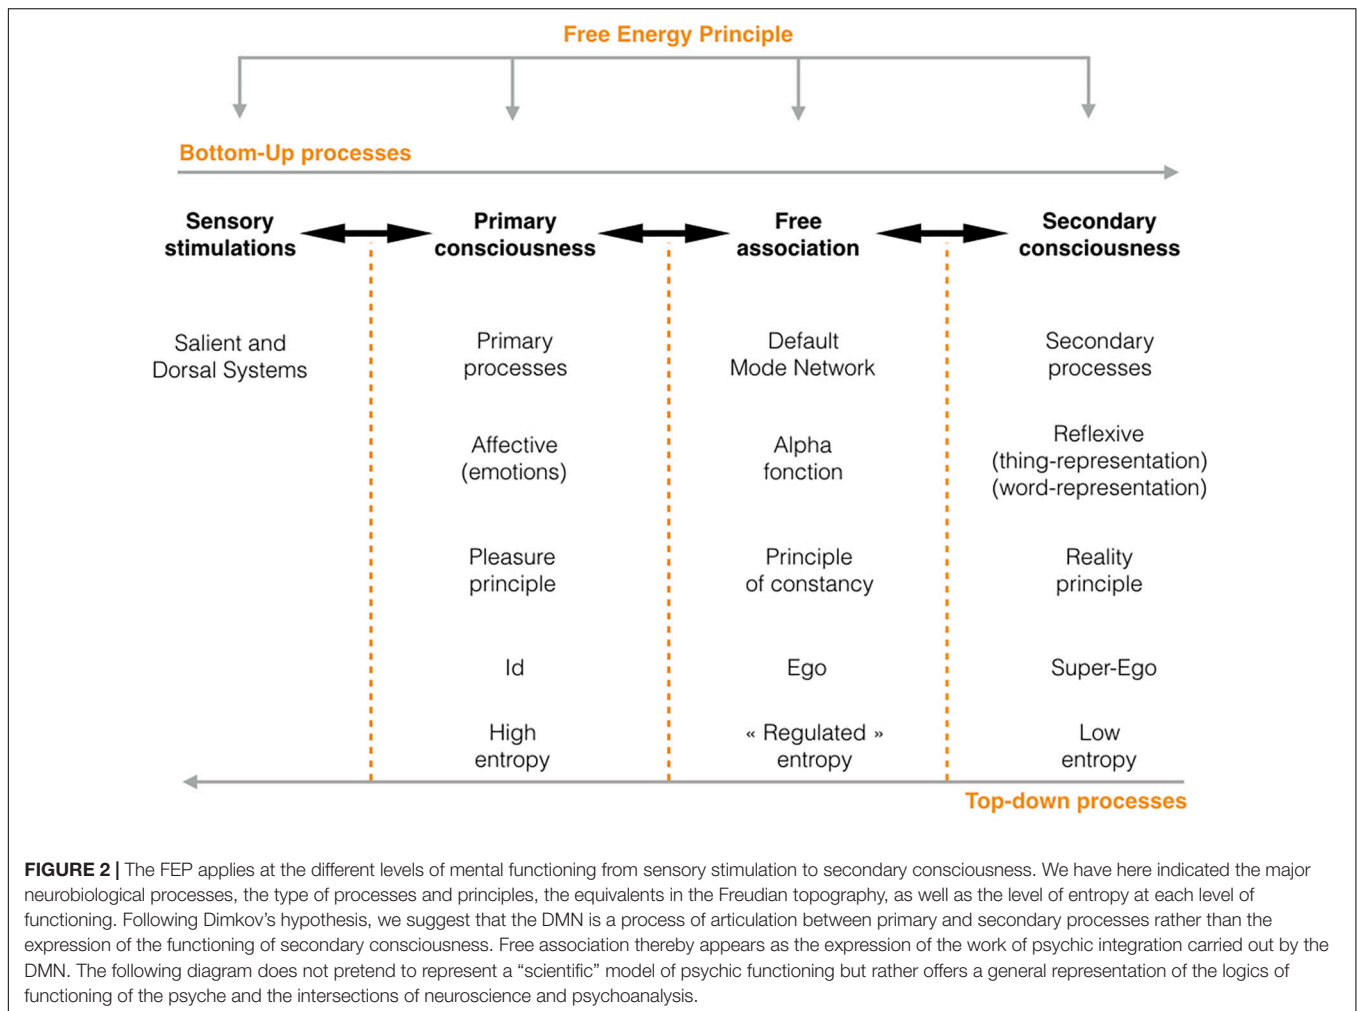 Free Energy Principle
Bottom-Up processes
Sensory
stimulations
Primary
consciousness
Free
association
Secondary
consciousness
Salient and
Dorsal Systems
Primary
processes
Default
Mode Network
Secondary
processes
Affective
(emotions)
Alpha
fonction
Reflexive
(thing-representation)
(word-representation)
Pleasure
principle
Principle
of constancy
Reality
principle
Id
Ego
Super-Ego
High
entropy
« Regulated »
entropy
Low
entropy
Top-down processes
FIGURE 2 | The FEP applies at the different levels of mental functioning from sensory stimulation to secondary consciousness. We have here indicated the major
neurobiological processes, the type of processes and principles, the equivalents in the Freudian topography, as well as the level of entropy at each level of
functioning. Following Dimkov’s hypothesis, we suggest that the DMN is a process of articulation between primary and secondary processes rather than the
expression of the functioning of secondary consciousness. Free association thereby appears as the expression of the work of psychic integration carried out by the
DMN. The following diagram does not pretend to represent a “scientific” model of psychic functioning but rather offers a general representation of the logics of
functioning of the psyche and the intersections of neuroscience and psychoanalysis.